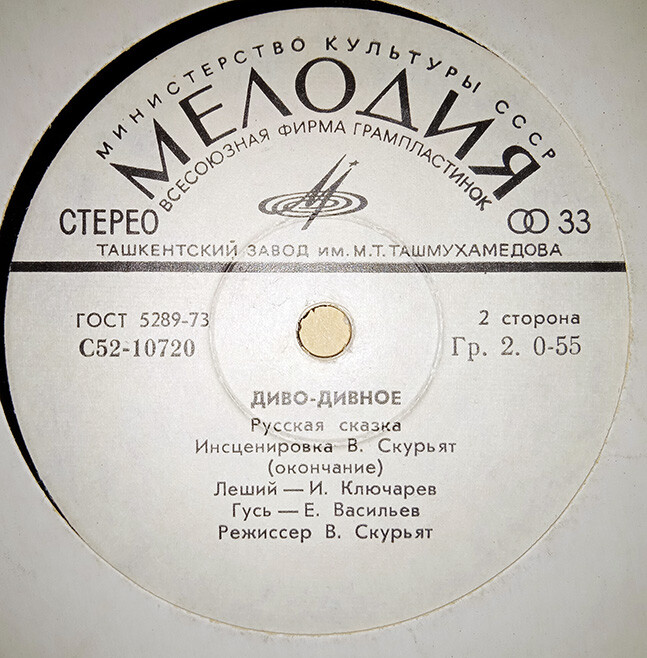 МИНИСТЕРСТВО КУЛЬТУРЫ СССР
МЕЛОДИЯ
ВСЕСОЮЗНАЯ ФИРМА ГРАМПЛАСТИНОК
СТЕРЕО
33
ТАШКЕНТСКИЙ ЗАВОД ИМ. М.Т. ТАШМУХАМЕДОВА
ГОСТ 5289-73
2 сторона
С52-10720
Гр. 2. 0-55
ДИВО-ДИВНОЕ
Русская сказка
Инсценировка В. Скурьят
(окончание)
Леший — И. Ключарев
Гусь — Е. Васильев
Режиссер В. Скурьят